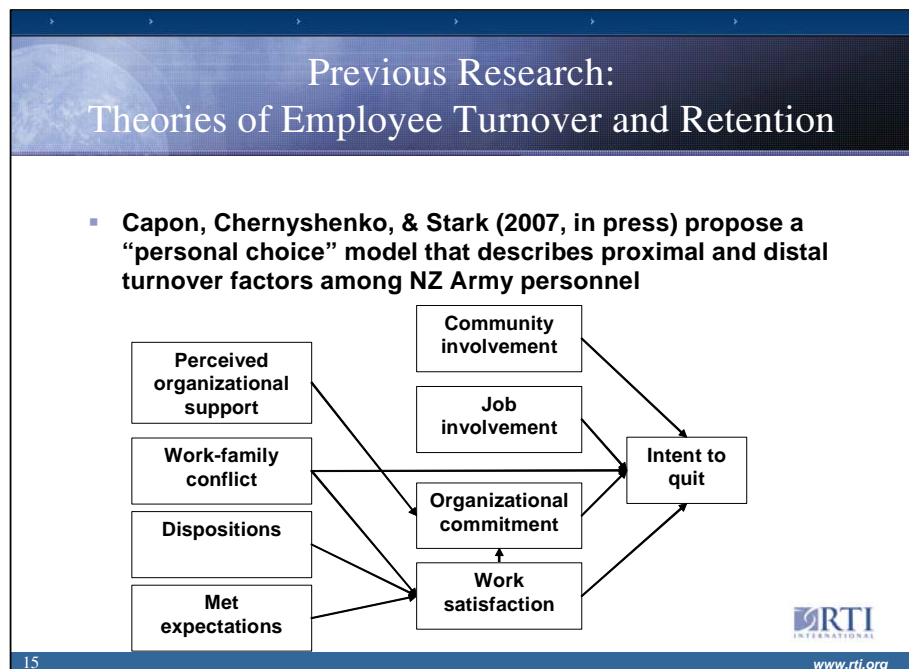 Previous Research:
Theories of Employee Turnover and Retention
Capon, Chernyshenko, & Stark (2007, in press) propose a
“personal choice” model that describes proximal and distal
turnover factors among NZ Army personnel
Perceived
organizational
support
Work-family
conflict
Dispositions
Met
expectations
Community
involvement
Job
involvement
Organizational
commitment
Work
satisfaction
Intent to
quit
RTI
INTERNATIONAL
15
www.rti.org